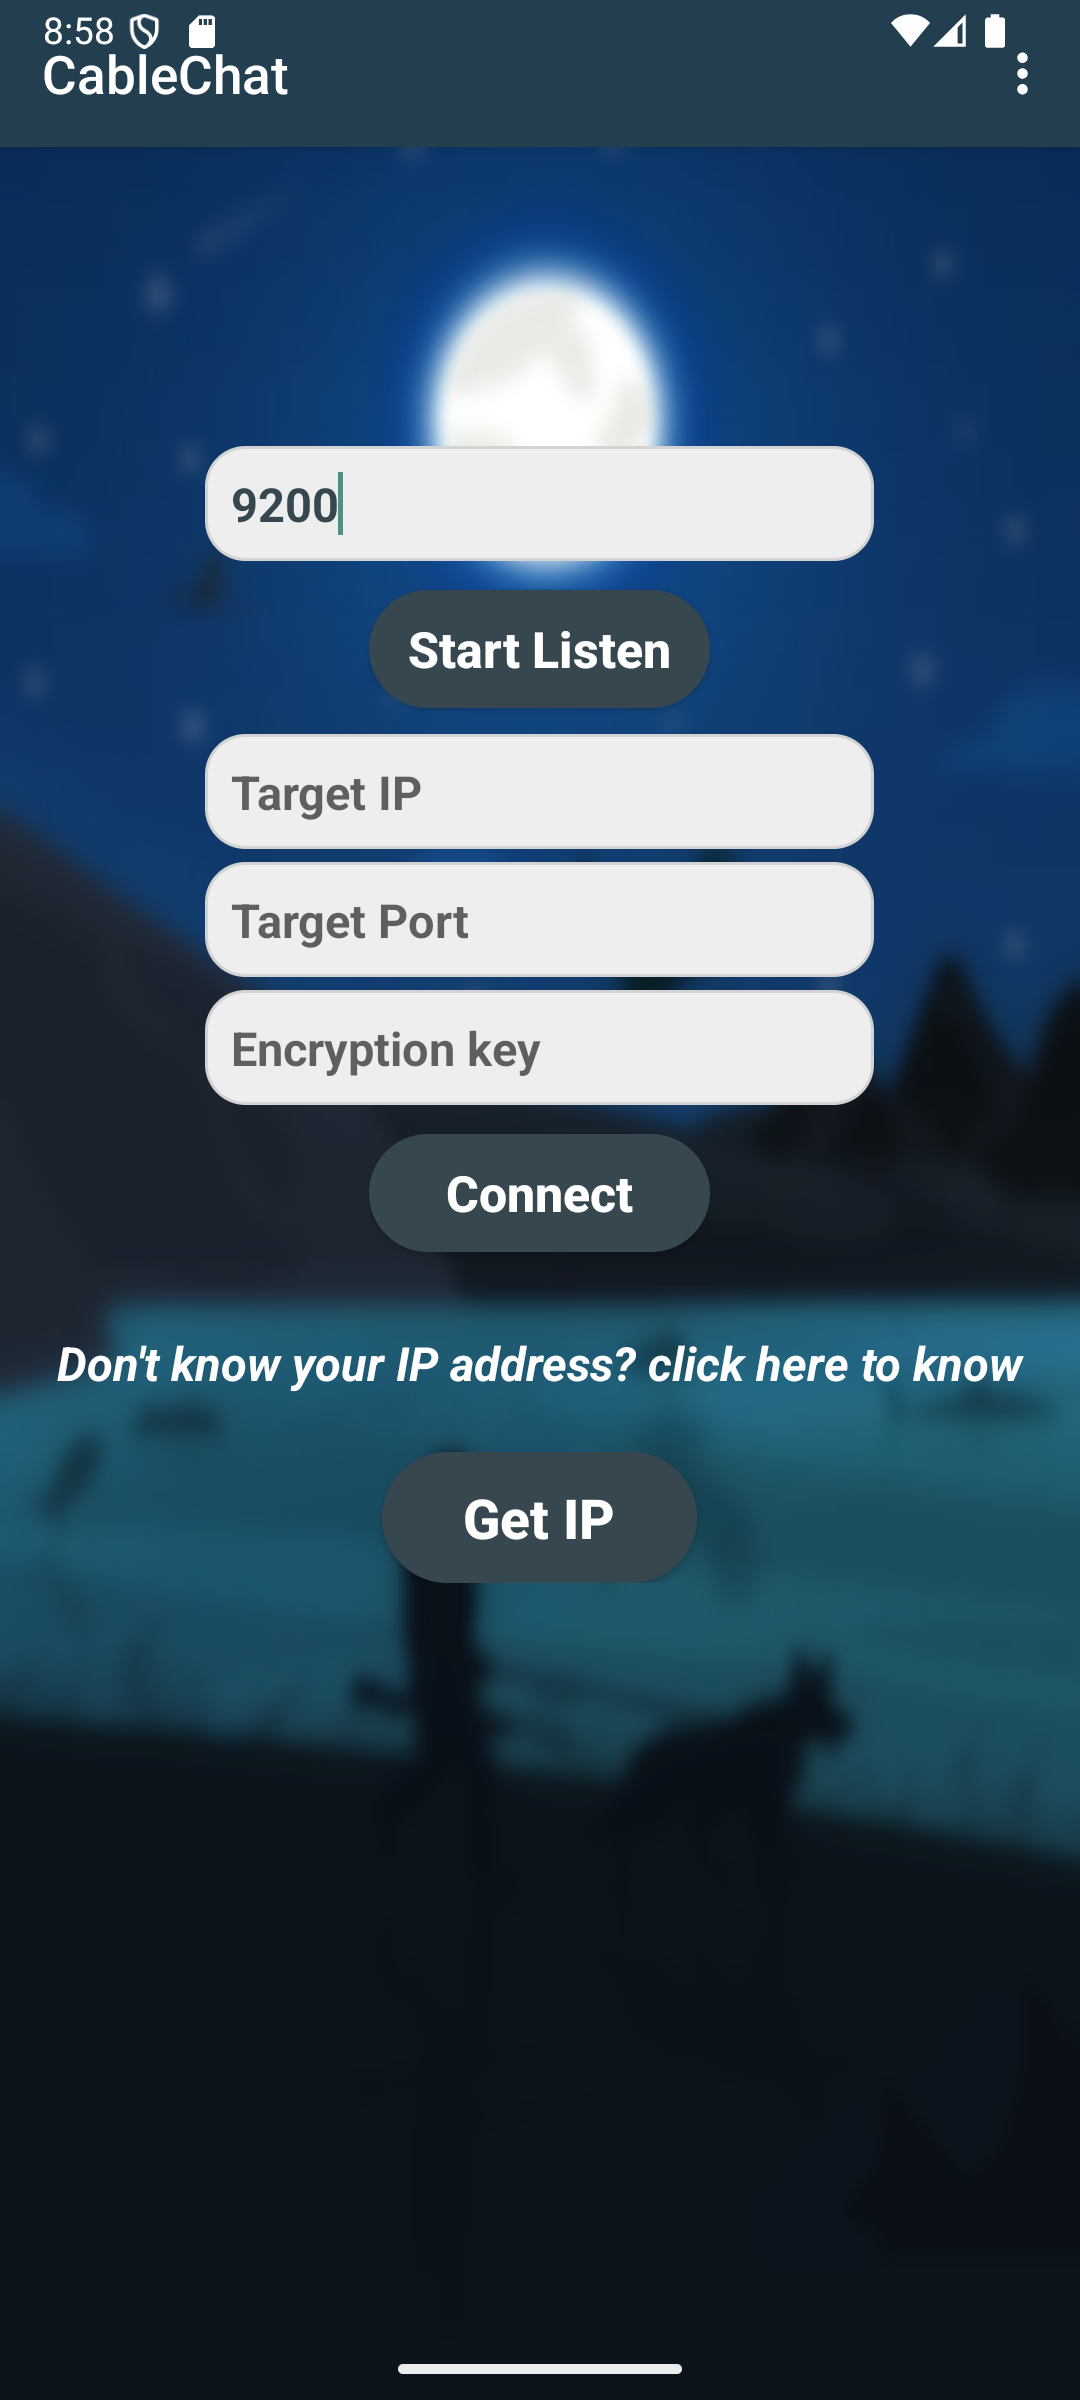 8:58
CableChat
9200
Start Listen
Target IP
Target Port
Encryption key
Connect
Don't know your IP address? click here to know
Get IP